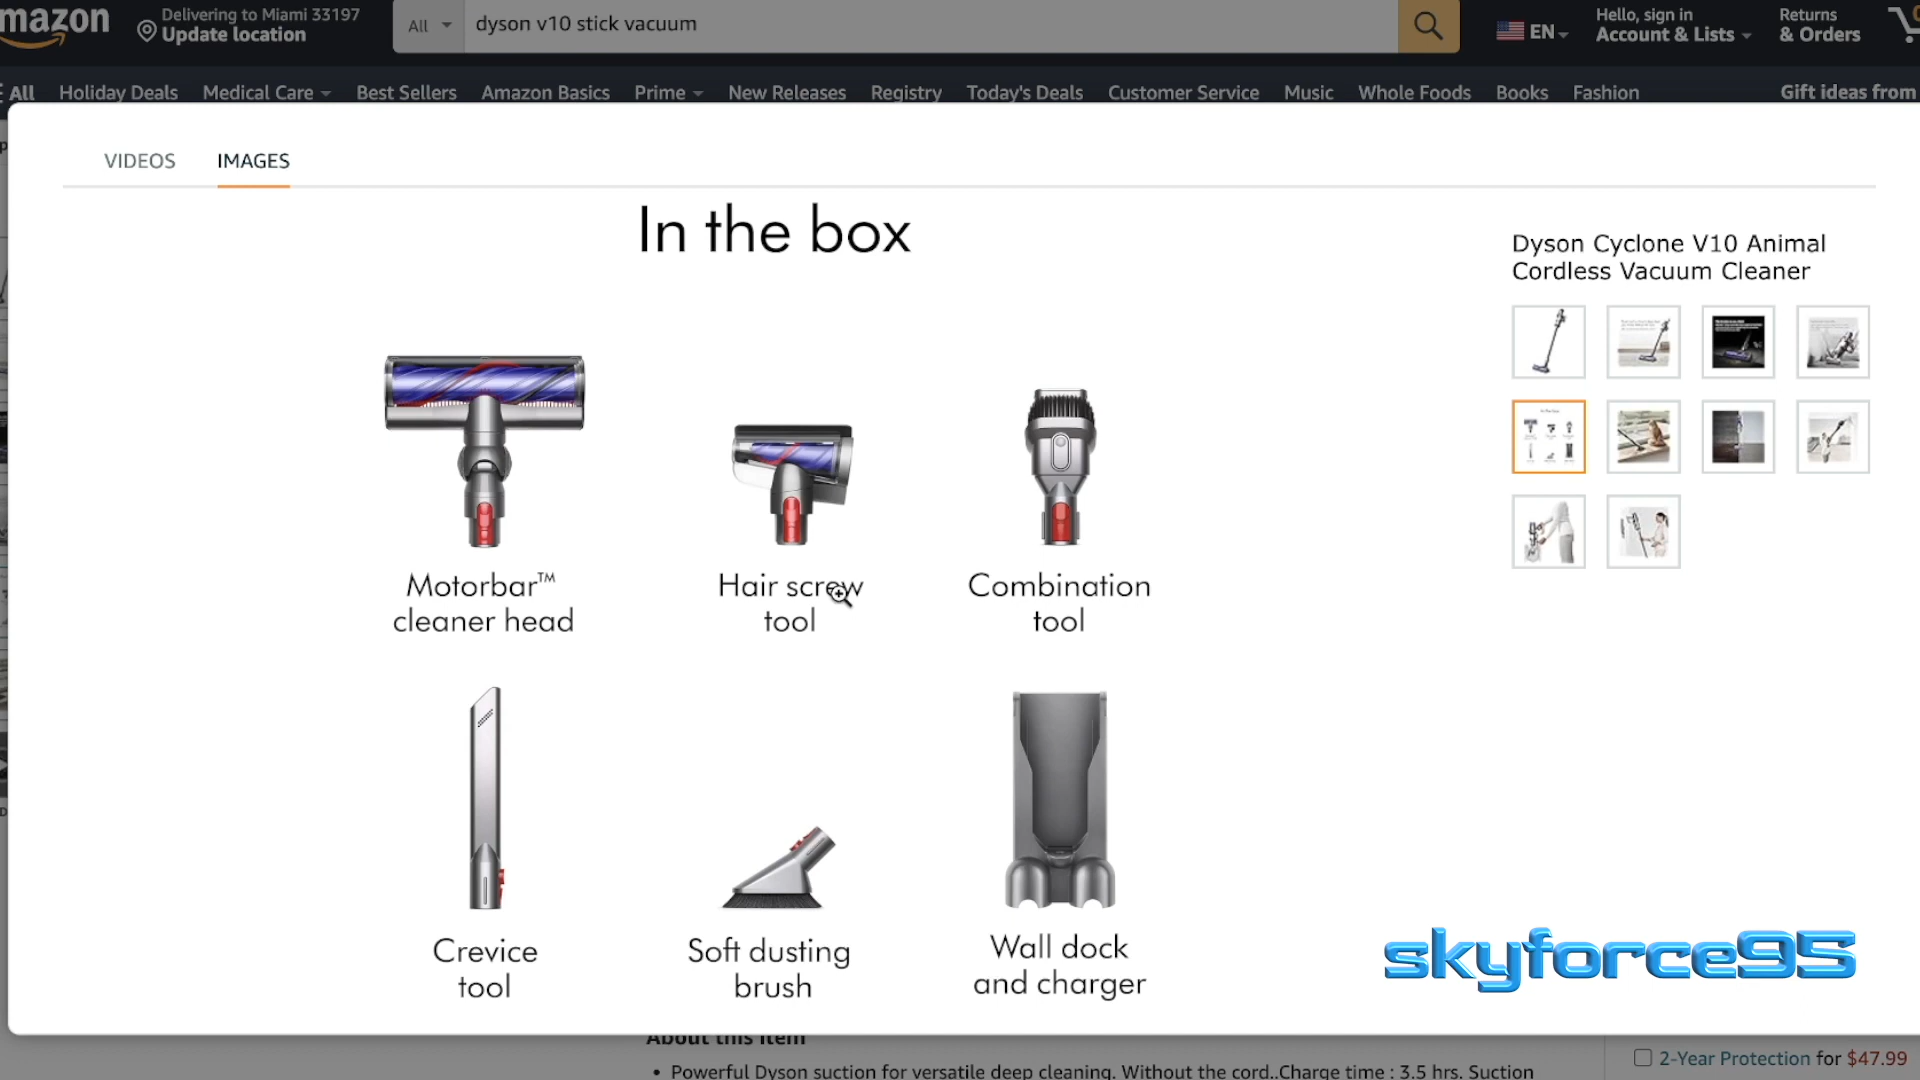 mazon
Delivering to Miami 33197
Update location
All
dyson v10 stick vacuum
EN
Hello, sign in
Account & Lists
Returns
& Orders
All
Holiday Deals
Medical Care
Best Sellers
Amazon Basics
Prime
New Releases
Registry
Today's Deals
Customer Service
Music
Whole Foods
Books
Fashion
Gift ideas from
VIDEOS
IMAGES
In the box
Dyson Cyclone V10 Animal
Cordless Vacuum Cleaner
Motorbar™
cleaner head
Hair screw
tool
Combination
tool
Crevice
tool
Soft dusting
brush
Wall dock
and charger
skyforce95
About this item
• Powerful Dyson suction for versatile deep cleaning. Without the cord..Charge time : 3.5 hrs. Suction
2-Year Protection for $47.99